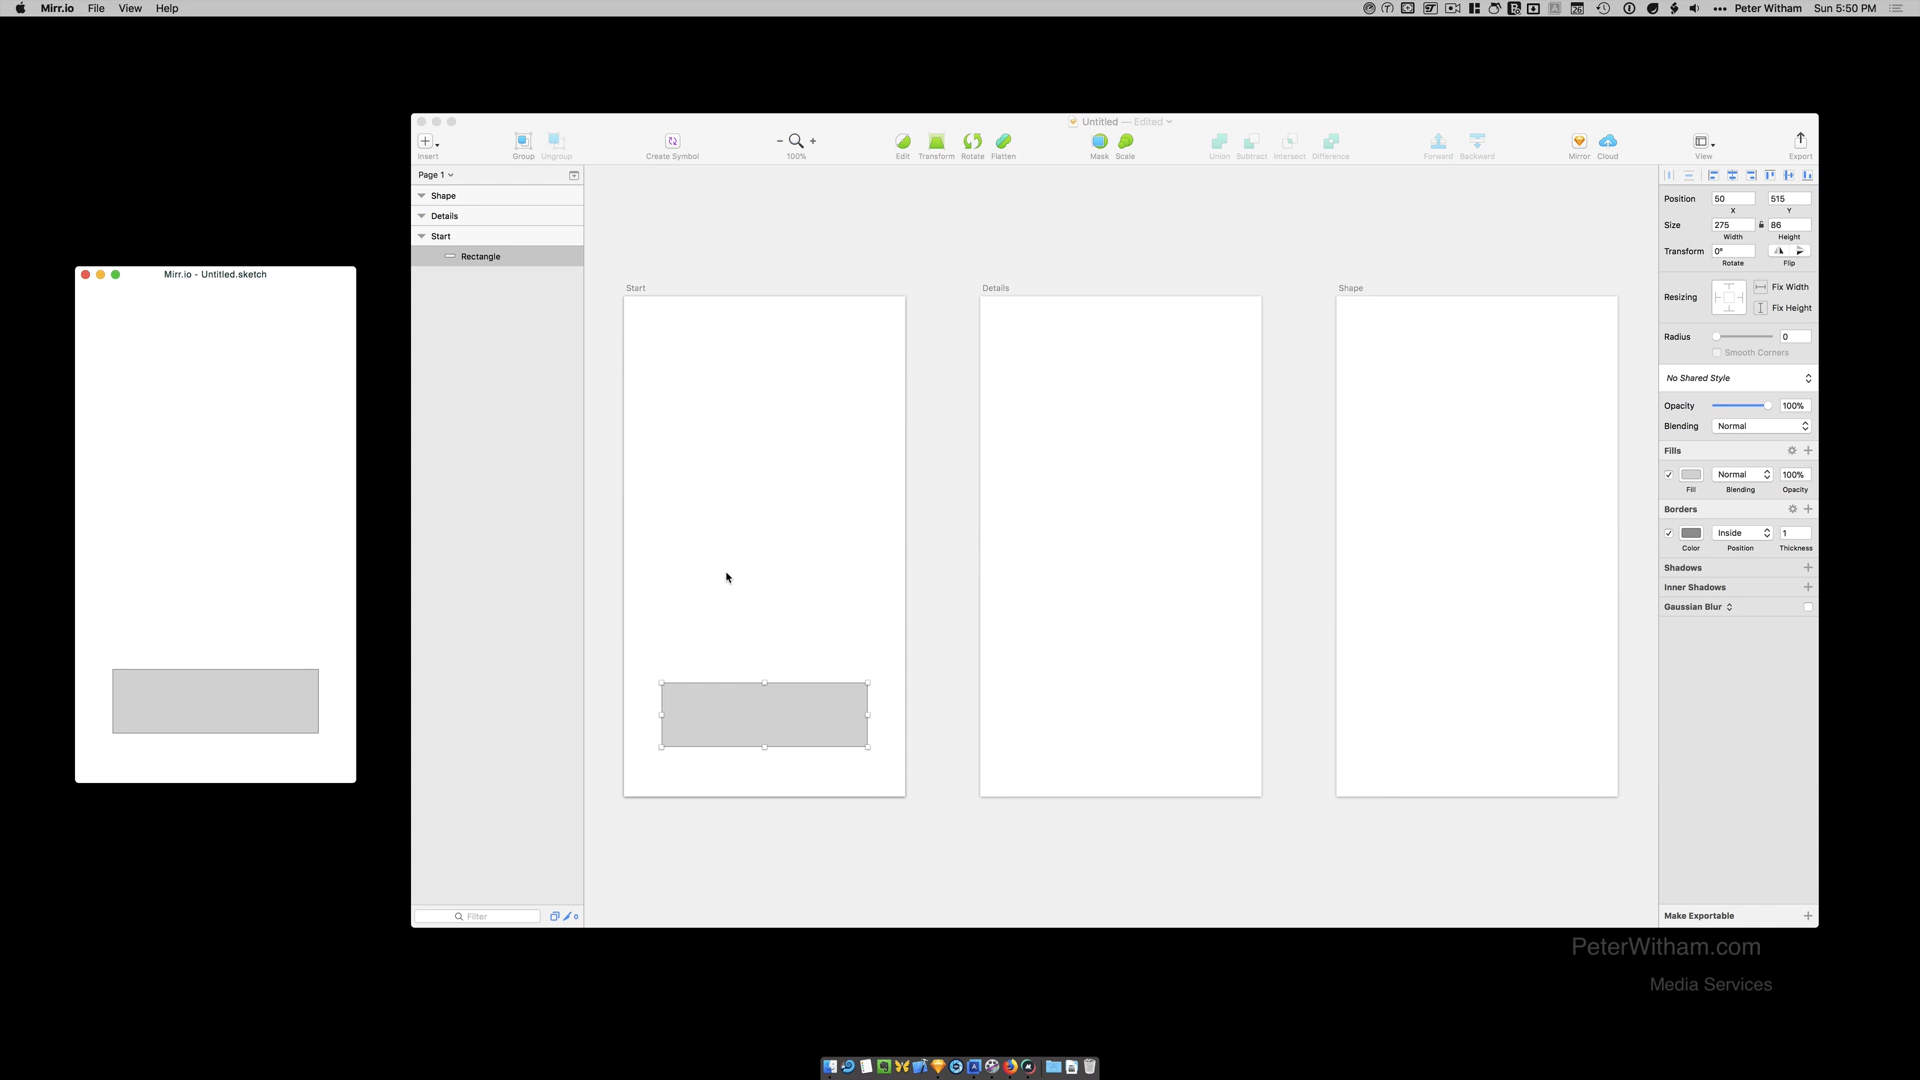 Mirr.io File View Help
26 Peter Witham Sun 5:50 PM
Mirr.io - Untitled.sketch
Untitled — Edited
Insert Group Ungroup Create Symbol 100% Edit Transform Rotate Flatten Mask Scale Union Subtract Intersect Difference Forward Backward Mirror Cloud View Export
Page 1
Shape
Details
Start
Rectangle
Filter
0
Start
Details
Shape
Position 50 515
X Y
Size 275 86
Width Height
Transform 0°
Rotate Flip
Resizing Fix Width
Fix Height
Radius 0
Smooth Corners
No Shared Style
Opacity 100%
Blending Normal
Fills
Normal 100%
Fill Blending Opacity
Borders
Inside 1
Color Position Thickness
Shadows
Inner Shadows
Gaussian Blur
Make Exportable
PeterWitham.com
Media Services